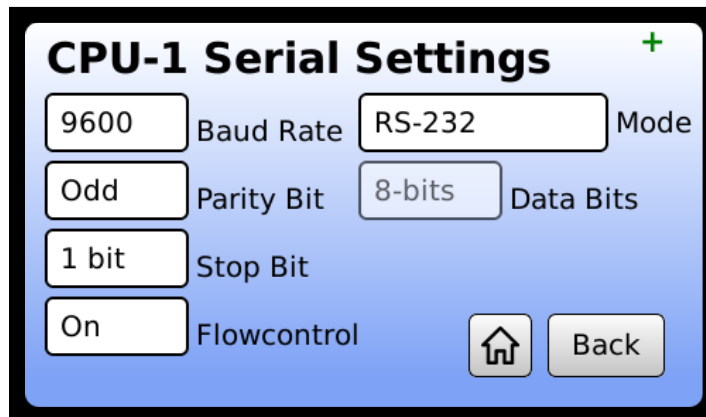 CPU-1 Serial Settings +
9600 Baud Rate RS-232 Mode
Odd Parity Bit 8-bits Data Bits
1 bit Stop Bit
On Flowcontrol
Back